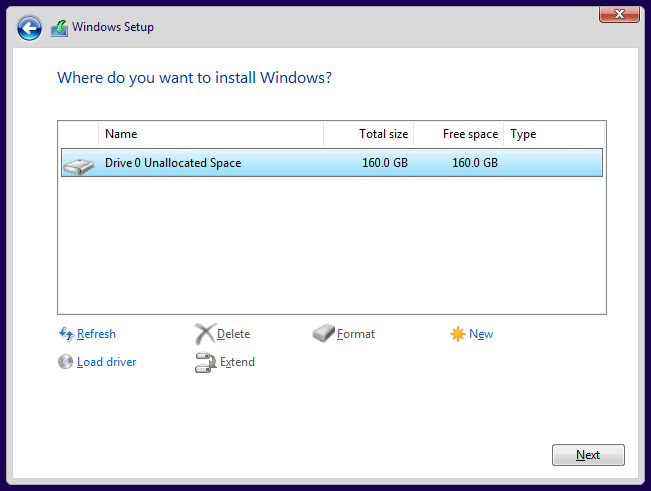 Windows Setup
Where do you want to install Windows?
Name Total size Free space Type
Drive 0 Unallocated Space 160.0 GB 160.0 GB
Refresh Delete Format New
Load driver Extend
Next